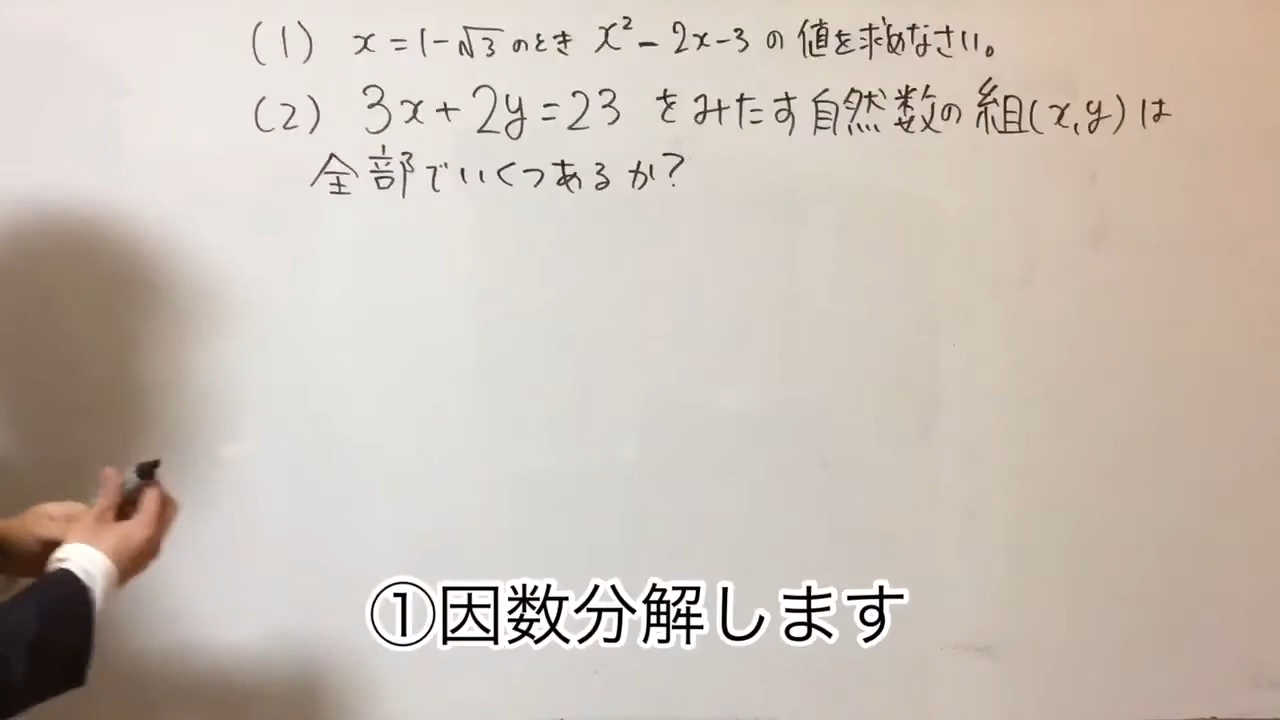 (1) x=1-√3のとき x²-2x-3の値を求めなさい。
(2) 3x+2y=23 をみたす自然数の組(x,y)は
全部でいくつあるか?
①因数分解します